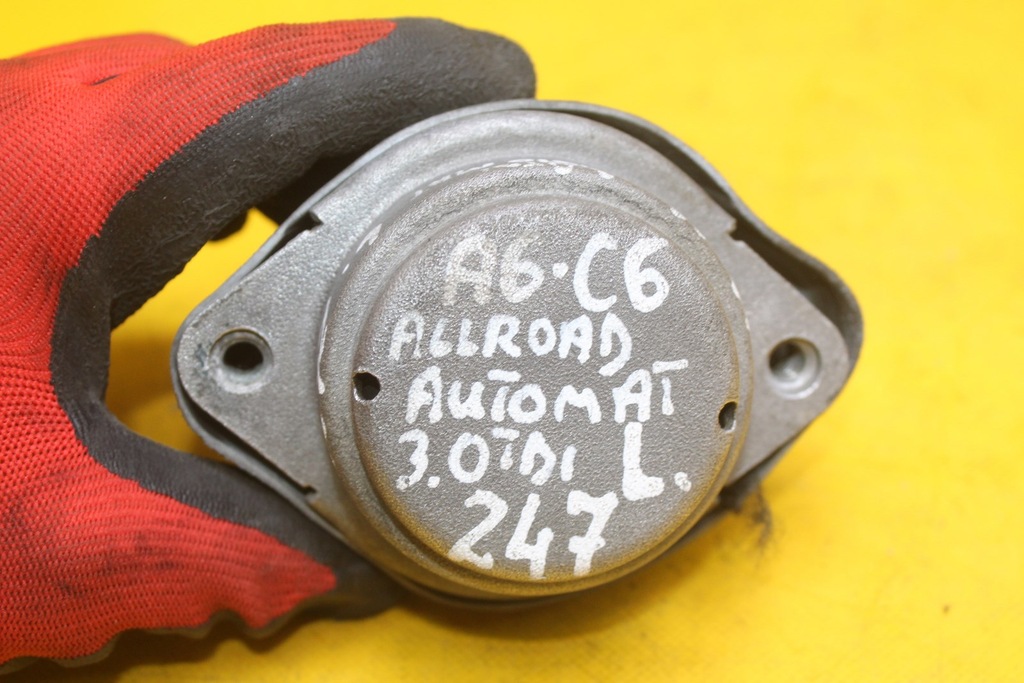 A6·C6
ALLROAD
AUTOMAT
3.0TDI L.
247